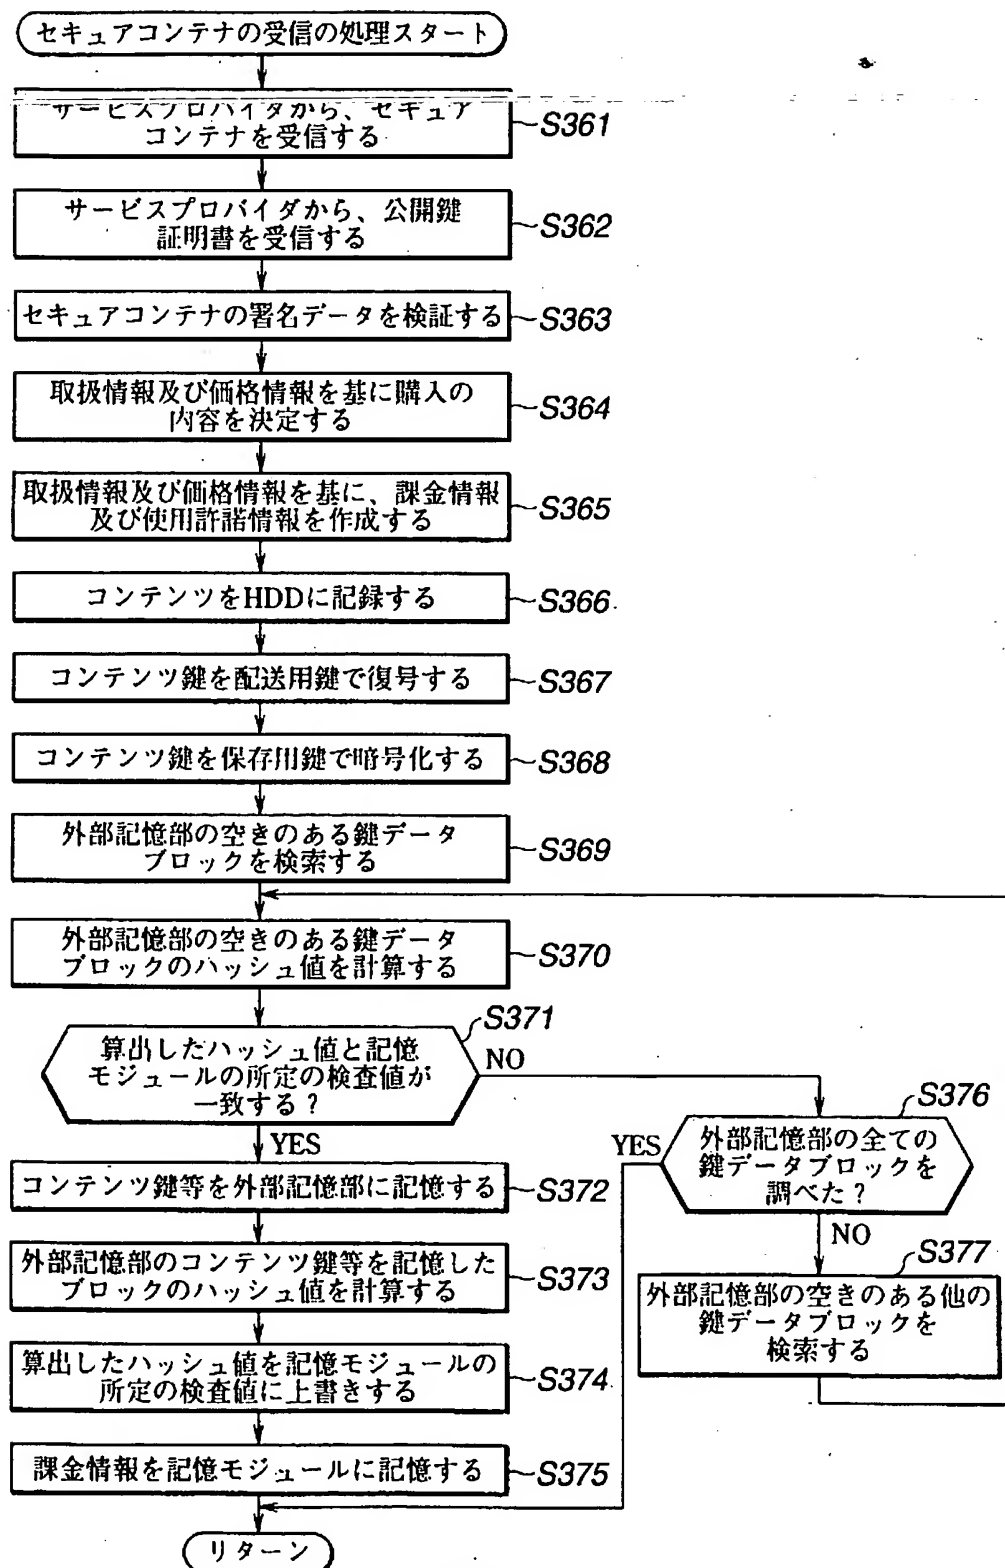 セキュアコンテナの受信の処理スタート
サービスプロバイダから、セキュア
コンテナを受信する
S361
サービスプロバイダから、公開鍵
証明書を受信する
S362
セキュアコンテナの署名データを検証する
S363
取扱情報及び価格情報を基に購入の
内容を決定する
S364
取扱情報及び価格情報を基に、課金情報
及び使用許諾情報を作成する
S365
コンテンツをHDDに記録する
S366
コンテンツ鍵を配送用鍵で復号する
S367
コンテンツ鍵を保存用鍵で暗号化する
S368
外部記憶部の空きのある鍵データ
ブロックを検索する
S369
外部記憶部の空きのある鍵データ
ブロックのハッシュ値を計算する
S370
S371
算出したハッシュ値と記憶
モジュールの所定の検査値が
一致する?
NO
YES
S376
外部記憶部の全ての
鍵データブロックを
調べた?
YES
NO
コンテンツ鍵等を外部記憶部に記憶する
S372
S377
外部記憶部の空きのある他の
鍵データブロックを
検索する
外部記憶部のコンテンツ鍵等を記憶した
ブロックのハッシュ値を計算する
S373
算出したハッシュ値を記憶モジュールの
所定の検査値に上書きする
S374
課金情報を記憶モジュールに記憶する
S375
リターン